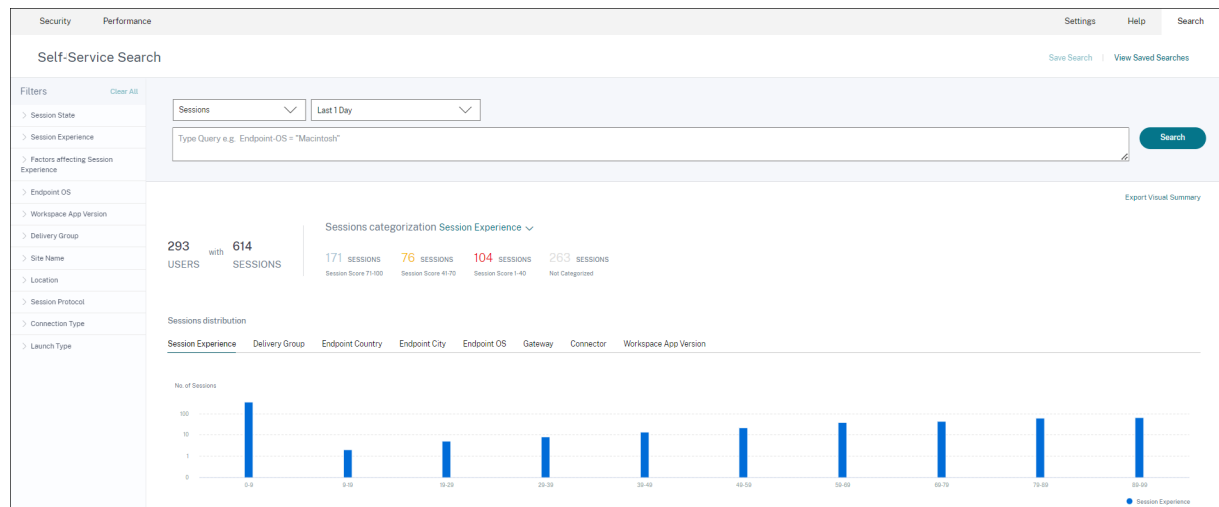 Security Performance Settings Help Search
Self-Service Search Save Search View Saved Searches
Filters Clear All
Session State
Session Experience
Factors affecting Session
Experience
Endpoint OS
Workspace App Version
Delivery Group
Site Name
Location
Session Protocol
Connection Type
Launch Type
Sessions Last 1 Day
Type Query e.g. Endpoint-OS = "Macintosh"
Search
Export Visual Summary
293 with 614
USERS SESSIONS
Sessions categorization Session Experience
171 SESSIONS 76 SESSIONS 104 SESSIONS 263 SESSIONS
Session Score 71-100 Session Score 41-70 Session Score 1-40 Not Categorized
Sessions distribution
Session Experience Delivery Group Endpoint Country Endpoint City Endpoint OS Gateway Connector Workspace App Version
No. of Sessions
100
10
1
0
0-9 9-19 19-29 29-39 39-49 49-59 59-69 69-79 79-89 89-99
Session Experience